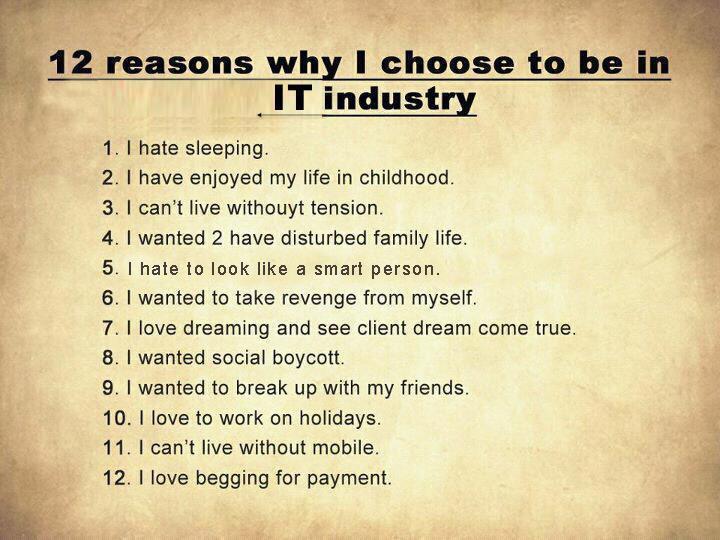 12 reasons why I choose to be in
IT industry
1. I hate sleeping.
2. I have enjoyed my life in childhood.
3. I can’t live withouyt tension.
4. I wanted 2 have disturbed family life.
5. I hate to look like a smart person.
6. I wanted to take revenge from myself.
7. I love dreaming and see client dream come true.
8. I wanted social boycott.
9. I wanted to break up with my friends.
10. I love to work on holidays.
11. I can’t live without mobile.
12. I love begging for payment.